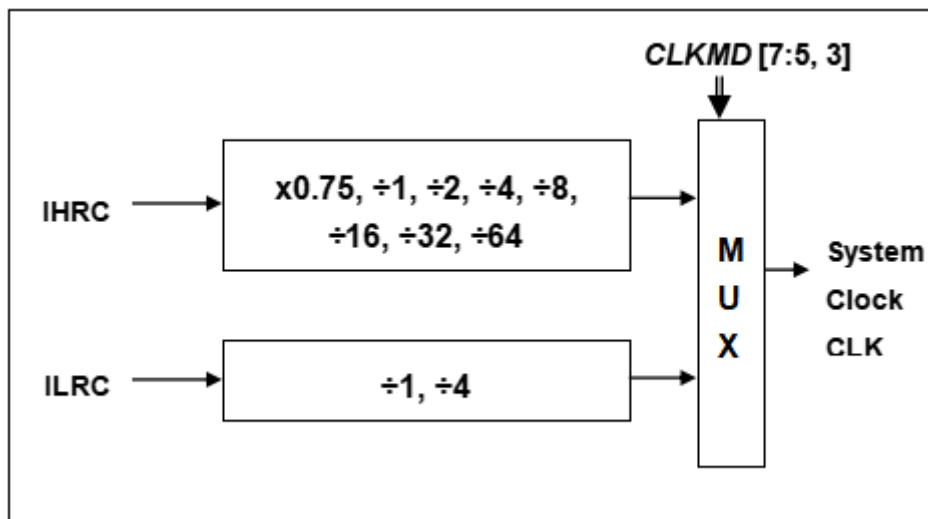 CLKMD [7:5, 3]
IHRC
x0.75, ÷1, ÷2, ÷4, ÷8,
÷16, ÷32, ÷64
ILRC
÷1, ÷4
M
U
X
System
Clock
CLK